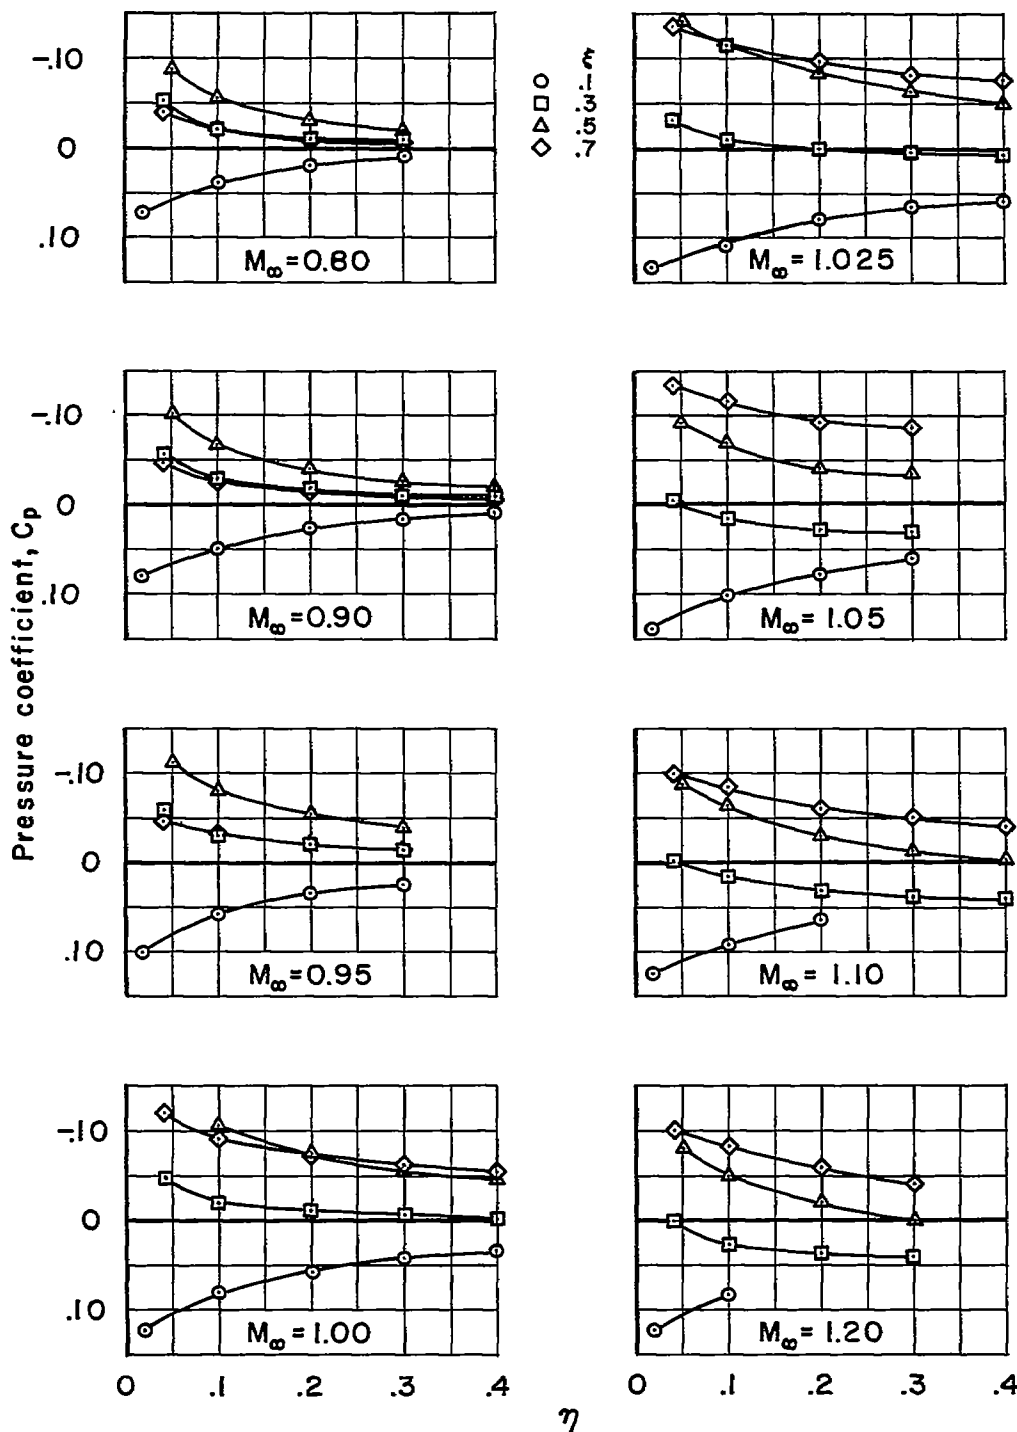 -.10
0
.10
M∞=0.80
ξ
.1
.3
.5
.7
M∞=1.025
-.10
0
.10
M∞=0.90
M∞=1.05
Pressure coefficient, Cp
-.10
0
.10
M∞=0.95
M∞=1.10
-.10
0
.10
M∞=1.00
M∞=1.20
0 .1 .2 .3 .4
0 .1 .2 .3 .4
η